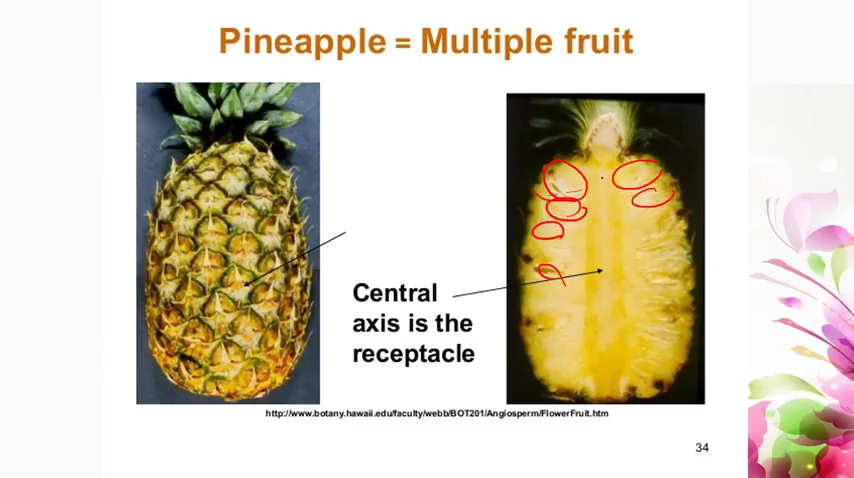 Pineapple = Multiple fruit
Central
axis is the
receptacle
http://www.botany.hawaii.edu/faculty/webb/BOT201/Angiosperm/FlowerFruit.htm
34